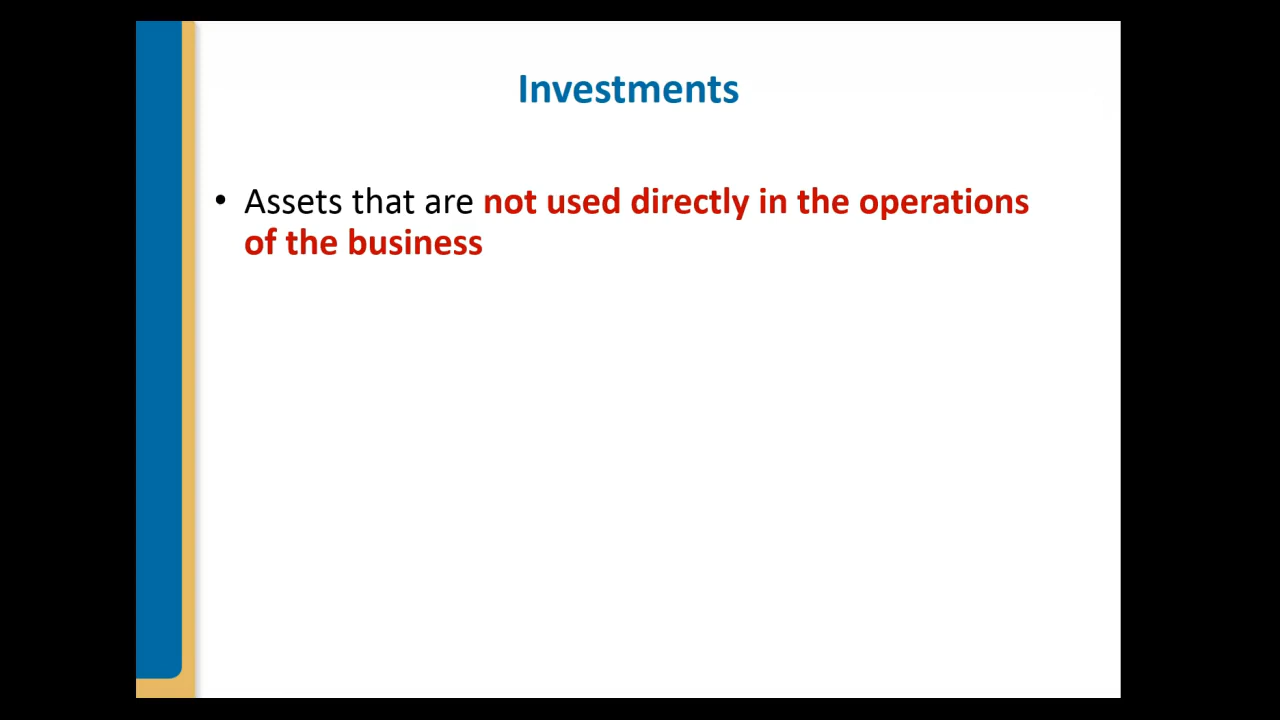 Investments
• Assets that are not used directly in the operations
of the business